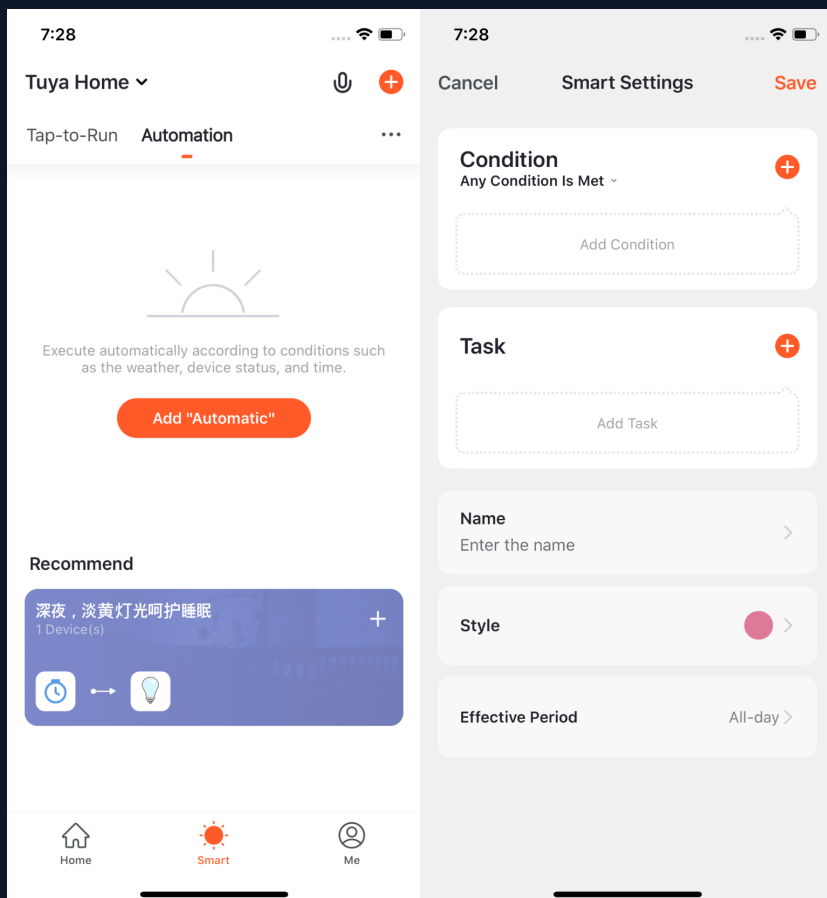 7:28
Tuya Home
Tap-to-Run Automation
Execute automatically according to conditions such
as the weather, device status, and time.
Add "Automatic"
Recommend
深夜，淡黄灯光呵护睡眠
1 Device(s)
Home Smart Me
7:28
Cancel Smart Settings Save
Condition
Any Condition Is Met
Add Condition
Task
Add Task
Name
Enter the name
Style
Effective Period All-day